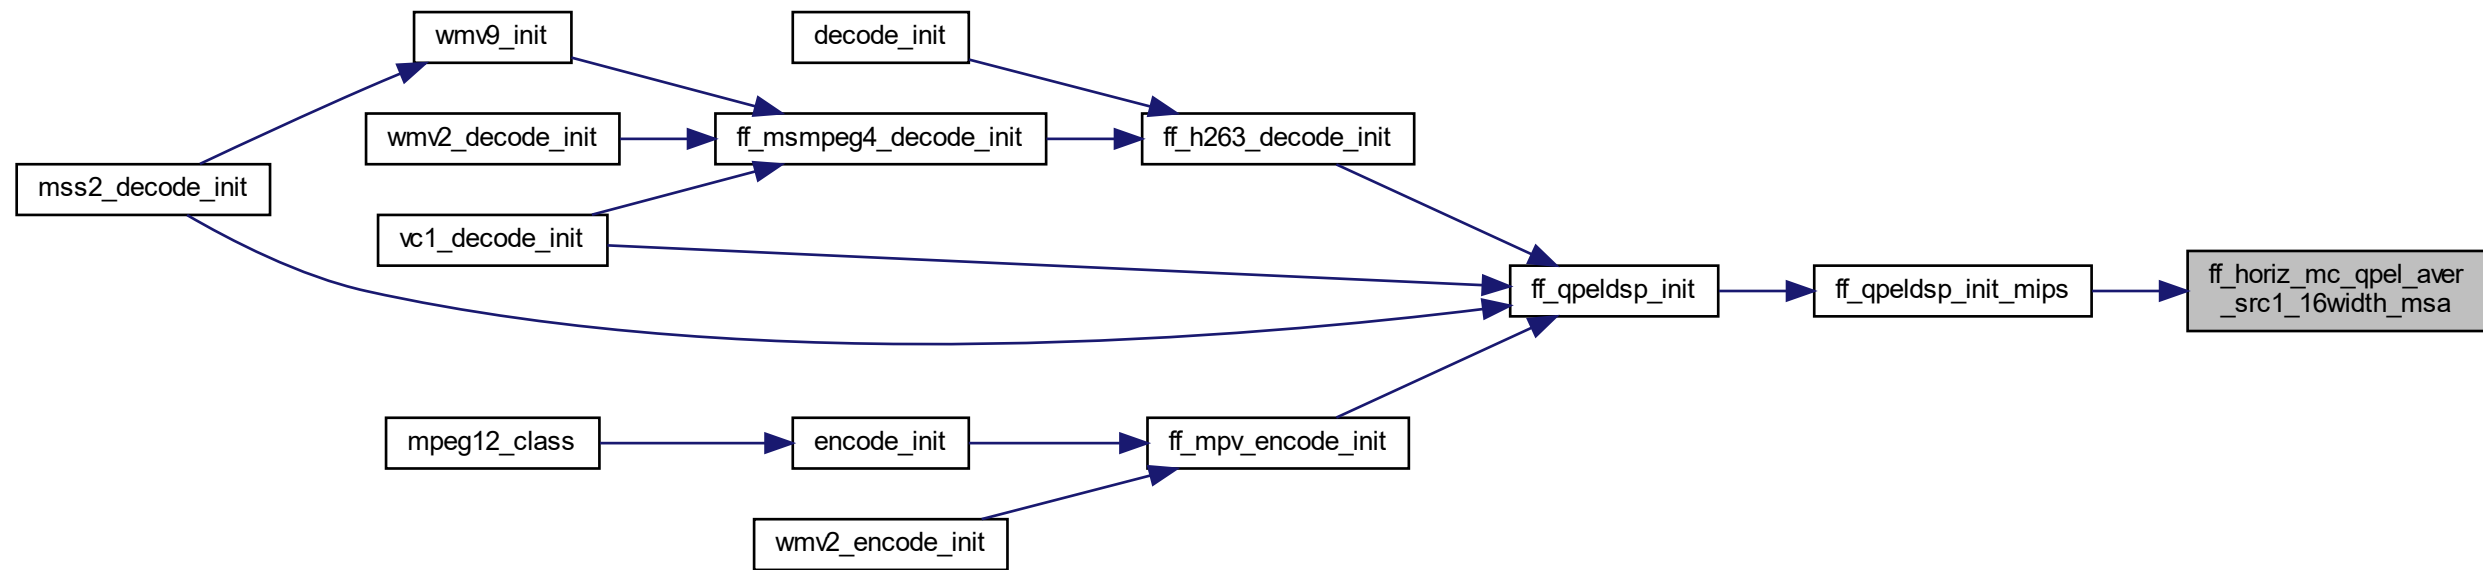 wmv9_init
decode_init
wmv2_decode_init
ff_msmpeg4_decode_init
ff_h263_decode_init
mss2_decode_init
vc1_decode_init
ff_qpeldsp_init
ff_qpeldsp_init_mips
ff_horiz_mc_qpel_aver
_src1_16width_msa
mpeg12_class
encode_init
ff_mpv_encode_init
wmv2_encode_init